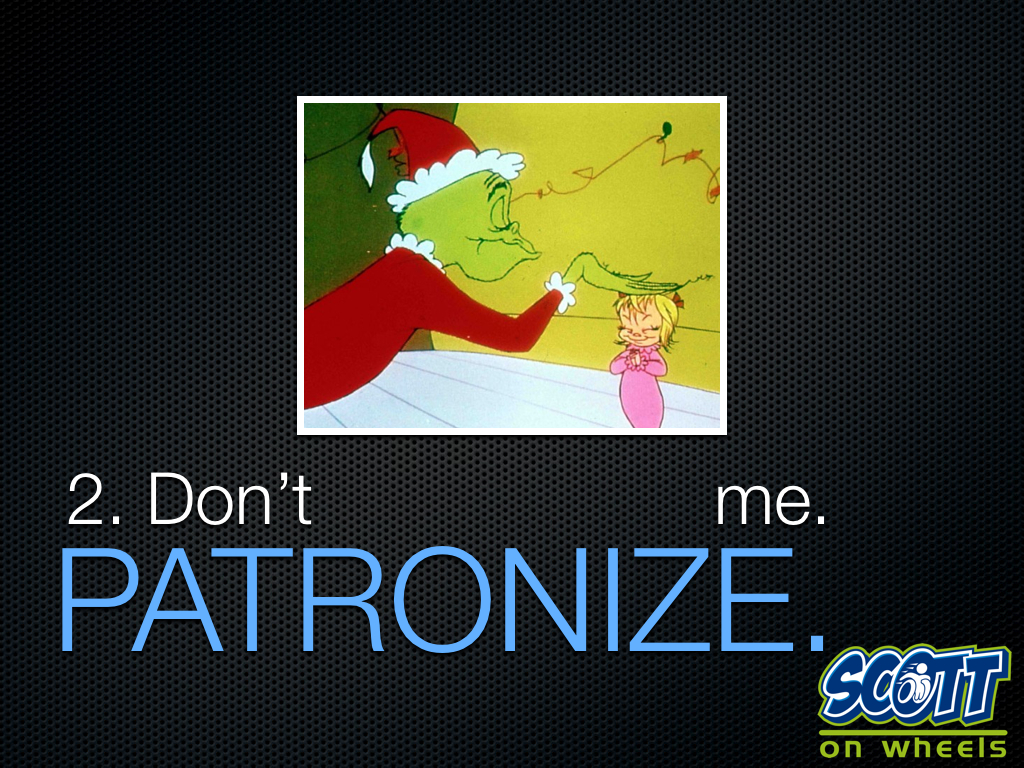 2. Don’t me.
PATRONIZE.
SCOTT
on wheels